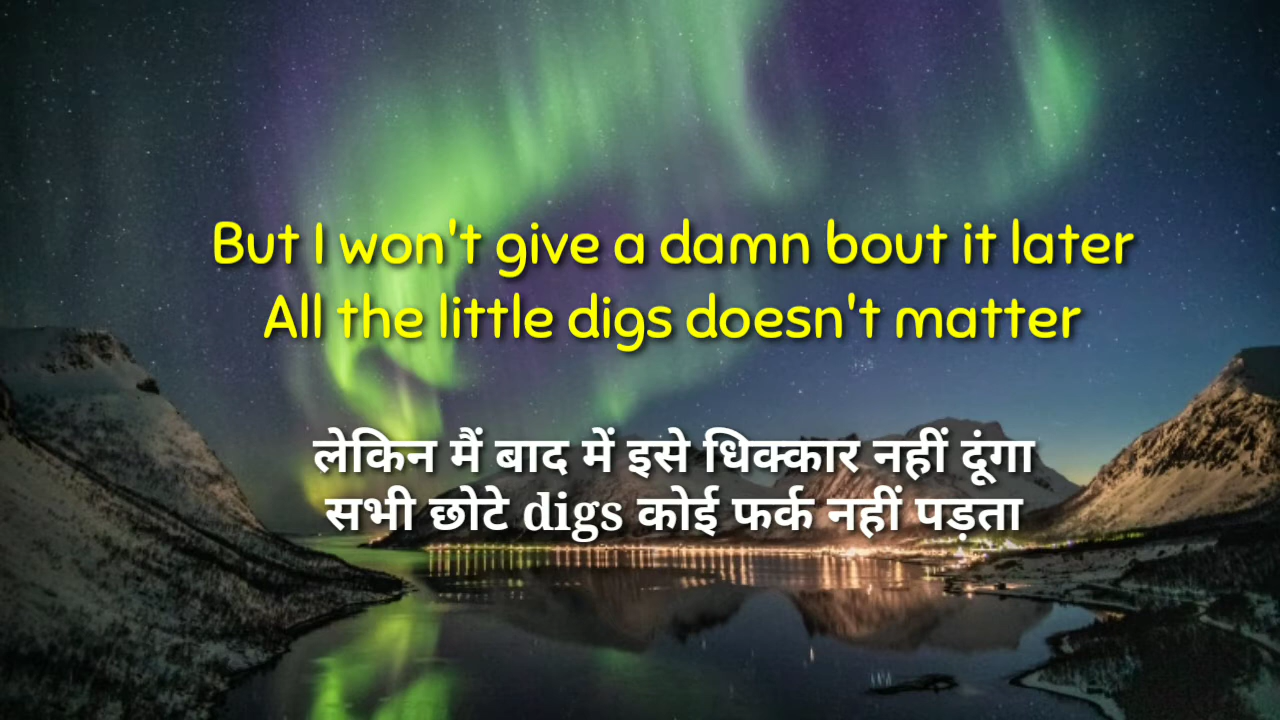 But I won't give a damn bout it later
All the little digs doesn't matter
लेकिन मैं बाद में इसे धिक्कार नहीं दूंगा
सभी छोटे digs कोई फर्क नहीं पड़ता